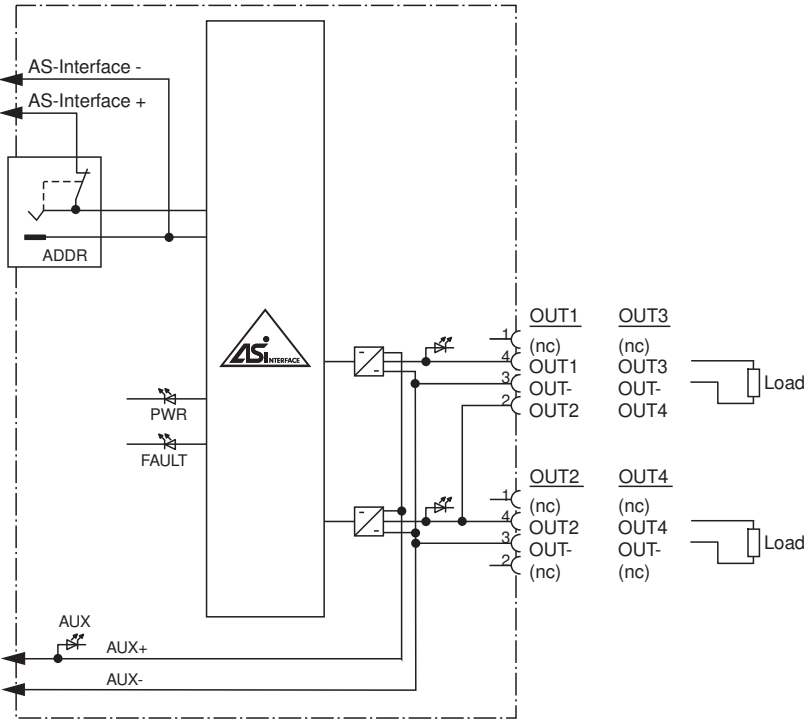 AS-Interface -
AS-Interface +
ADDR
ASi INTERFACE
PWR
FAULT
OUT1 OUT3
1 (nc) (nc)
4 OUT1 OUT3
3 OUT- OUT-
2 OUT2 OUT4
Load
OUT2 OUT4
1 (nc) (nc)
4 OUT2 OUT4
3 OUT- OUT-
2 (nc) (nc)
Load
AUX
AUX+
AUX-